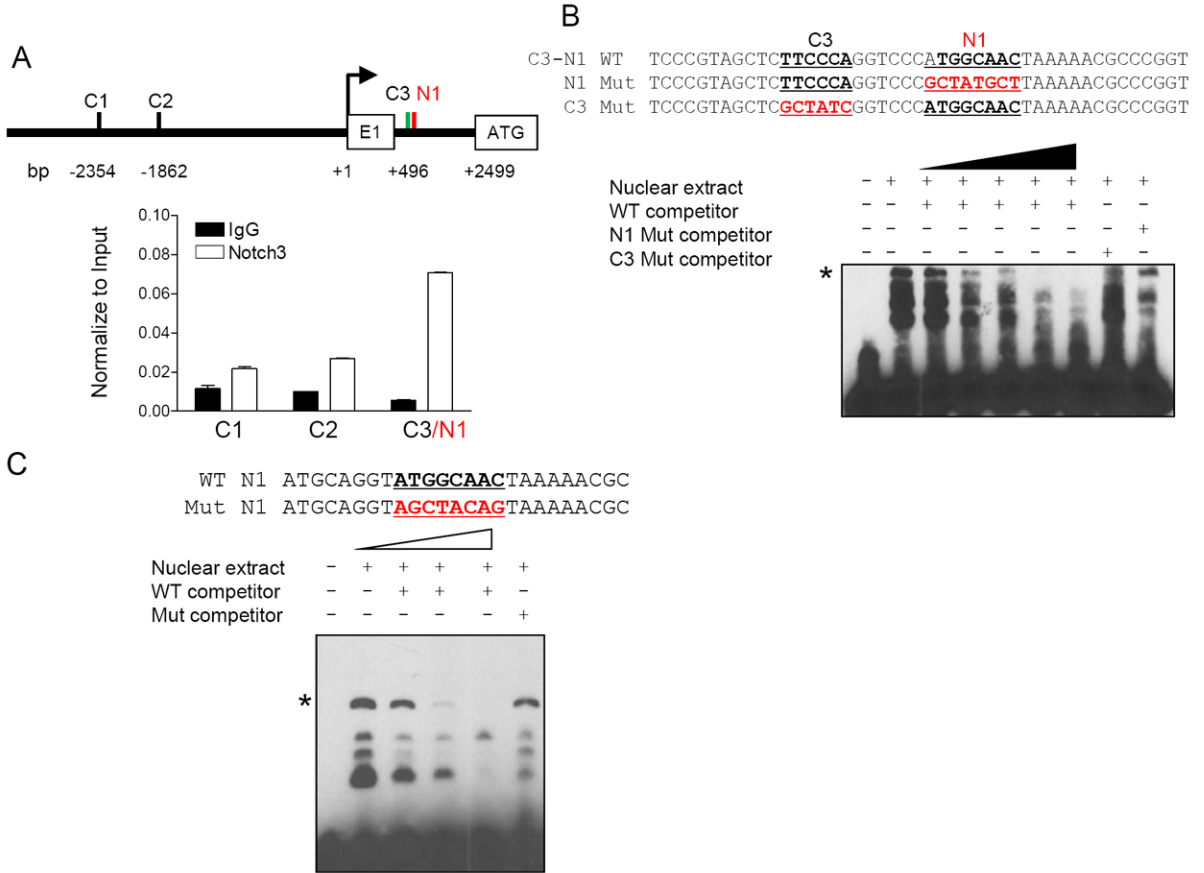 A
C1 C2 C3 N1
E1 ATG
bp -2354 -1862 +1 +496 +2499
Normalize to Input
0.10
0.08
0.06
0.04
0.02
0.00
IgG
Notch3
C1 C2 C3/N1
B
C3 N1
C3-N1 WT TCCCGTAGCTCTTCCCAGGTCCCATGGCAACTAAAAACGCCCGGT
N1 Mut TCCCGTAGCTCTTCCCAGGTCCCGCTATGCTTAAAAACGCCCGGT
C3 Mut TCCCGTAGCTCGCTATCGGTCCCATGGCAACTAAAAACGCCCGGT
Nuclear extract – + + + + + + + +
WT competitor – – + + + + + – –
N1 Mut competitor – – – – – – – – +
C3 Mut competitor – – – – – – – + –
*
C
WT N1 ATGCAGGTATGGCAACTAAAAACGC
Mut N1 ATGCAGGTAGCTACAGTAAAAACGC
Nuclear extract – + + + + +
WT competitor – – + + + –
Mut competitor – – – – – +
*